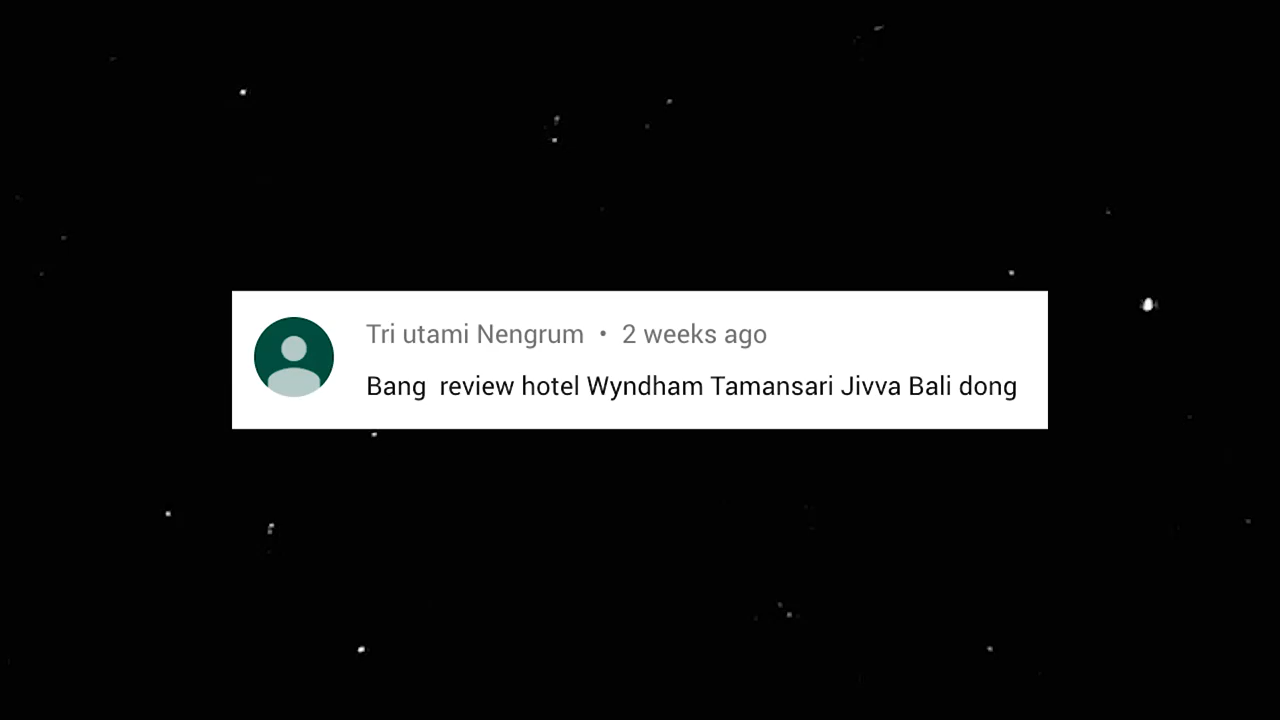 Tri utami Nengrum • 2 weeks ago
Bang  review hotel Wyndham Tamansari Jivva Bali dong